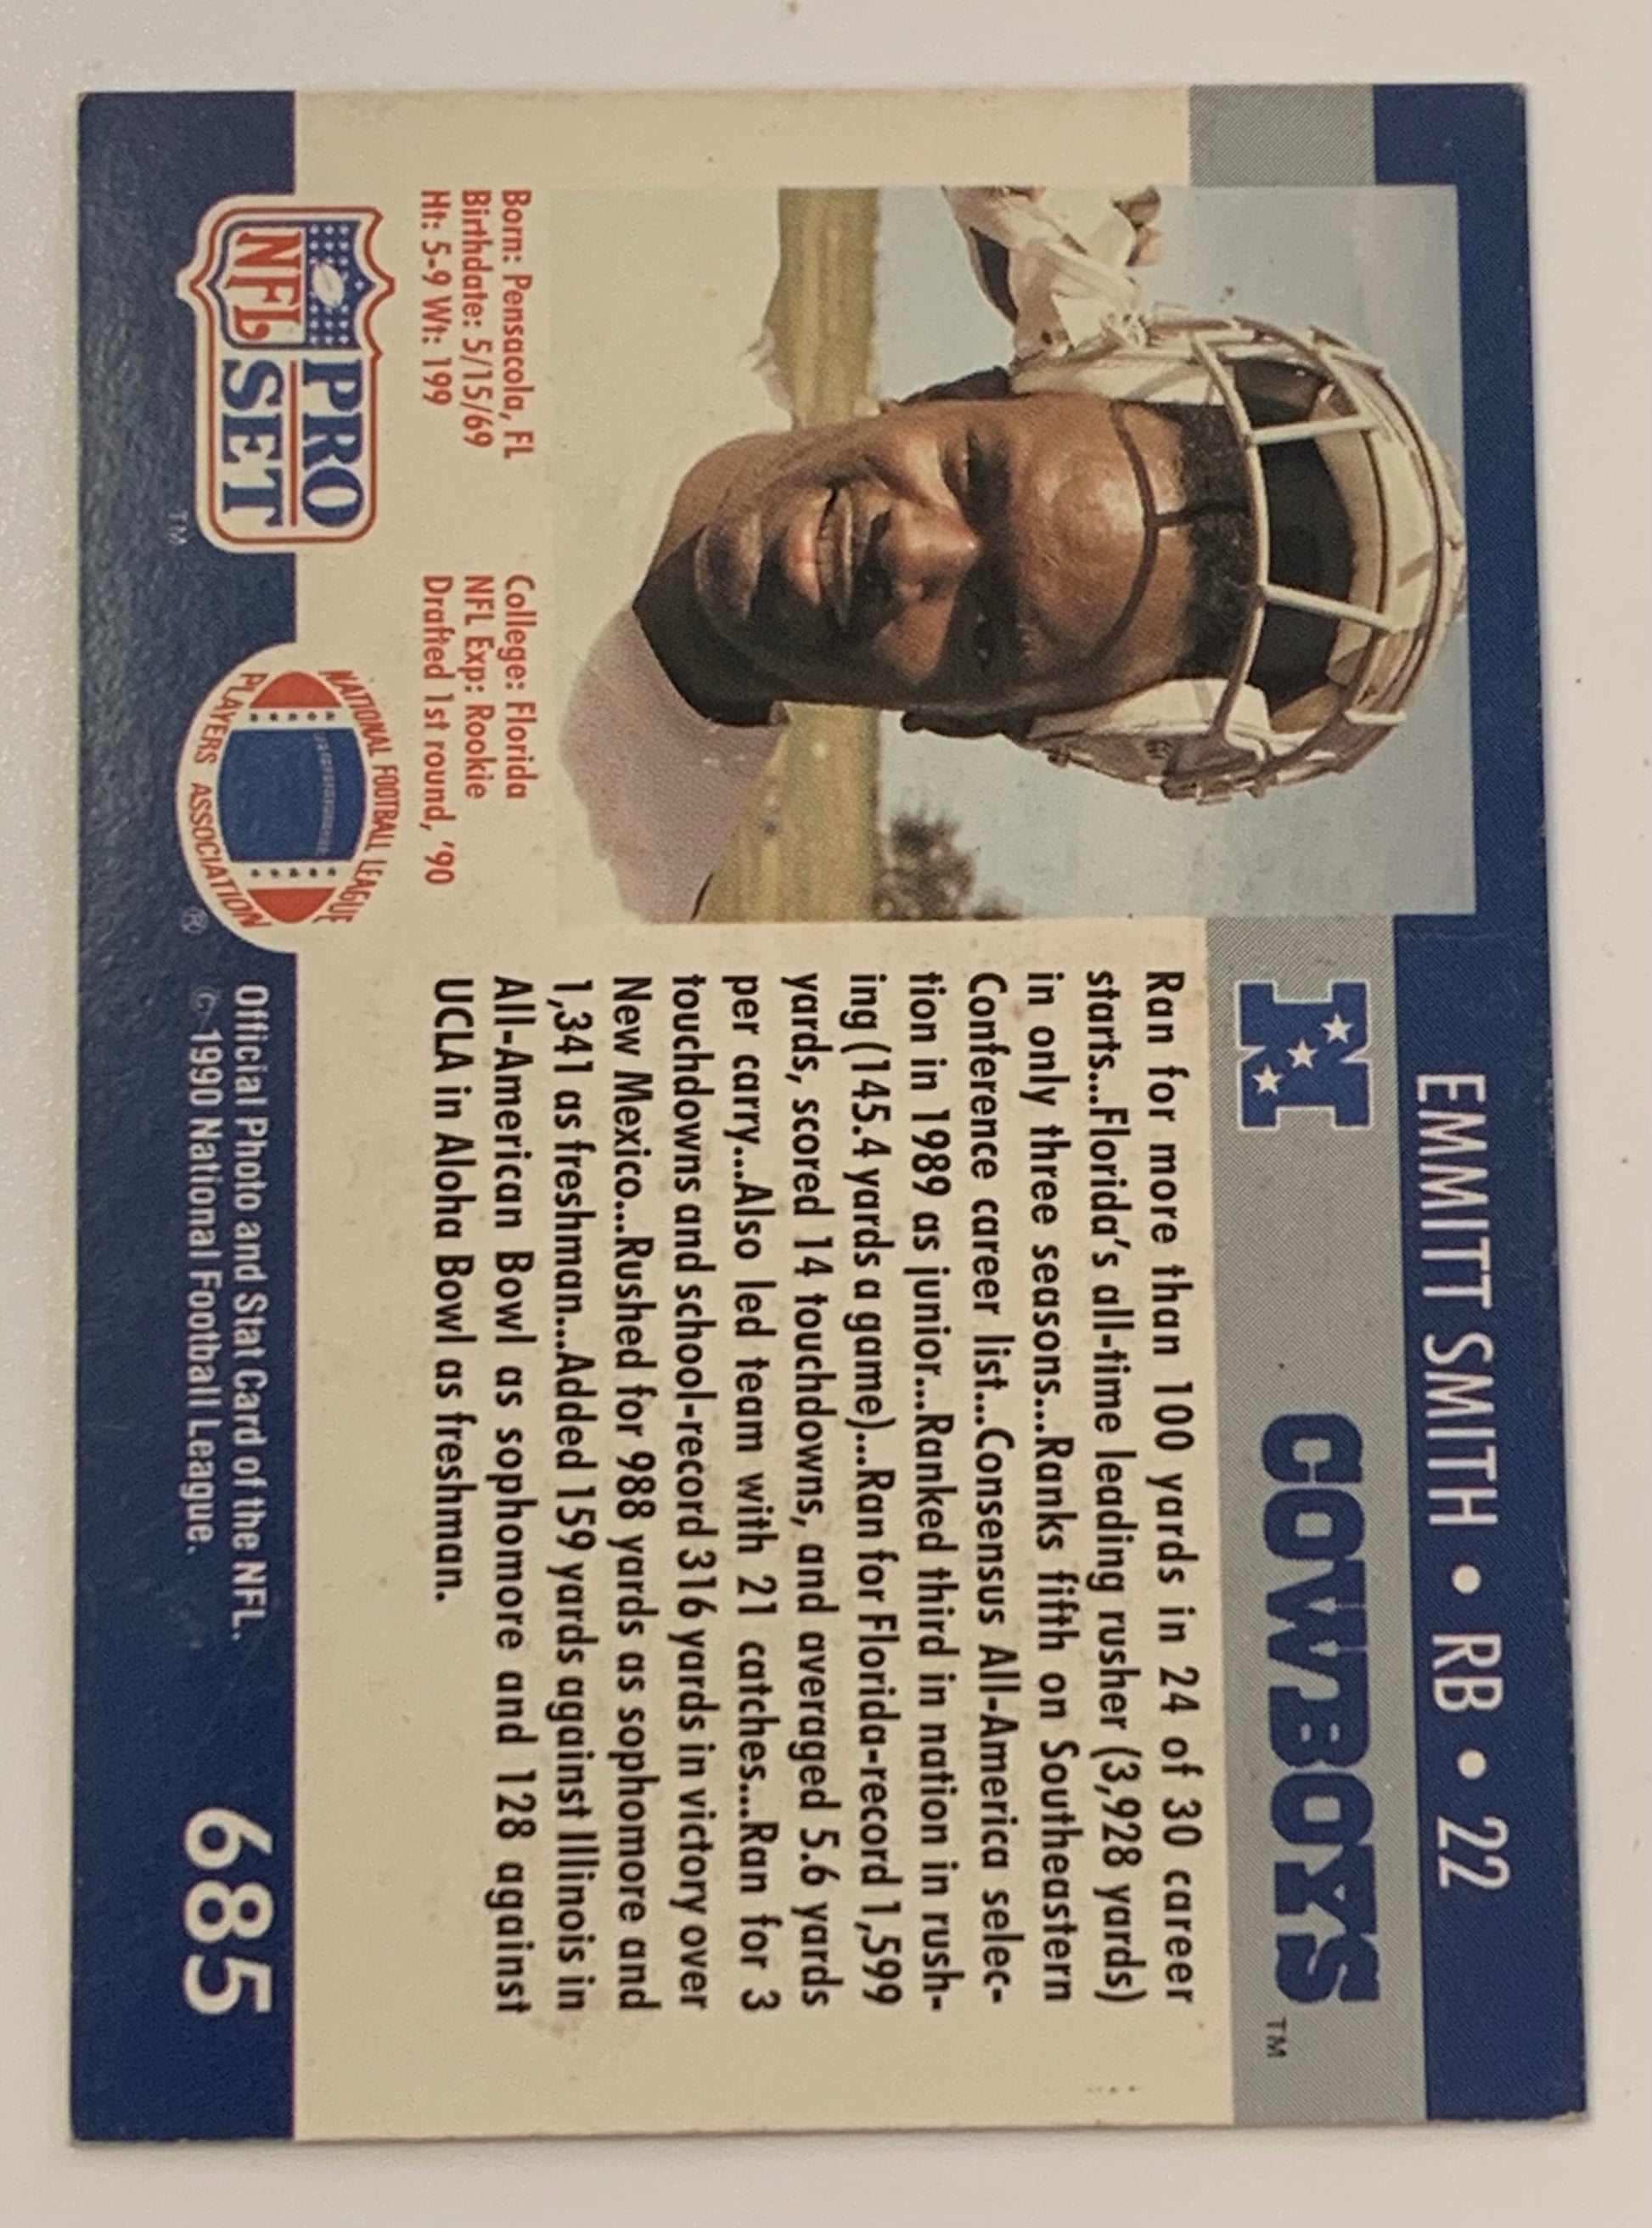 EMMITT SMITH • RB • 22
N COWBOYS TM
Ran for more than 100 yards in 24 of 30 career
starts...Florida's all-time leading rusher (3,928 yards)
in only three seasons...Ranks fifth on Southeastern
Conference career list...Consensus All-America selec-
tion in 1989 as junior...Ranked third in nation in rush-
ing (145.4 yards a game)...Ran for Florida-record 1,599
yards, scored 14 touchdowns, and averaged 5.6 yards
per carry...Also led team with 21 catches...Ran for 3
touchdowns and school-record 316 yards in victory over
New Mexico...Rushed for 988 yards as sophomore and
1,341 as freshman...Added 159 yards against Illinois in
All-American Bowl as sophomore and 128 against
UCLA in Aloha Bowl as freshman.
Born: Pensacola, FL College: Florida
Birthdate: 5/15/69 NFL Exp: Rookie
Ht: 5-9 Wt: 199 Drafted 1st round, '90
NFL PRO
SET TM
NATIONAL FOOTBALL LEAGUE
PLAYERS ASSOCIATION ®
Official Photo and Stat Card of the NFL.
© 1990 National Football League.
685